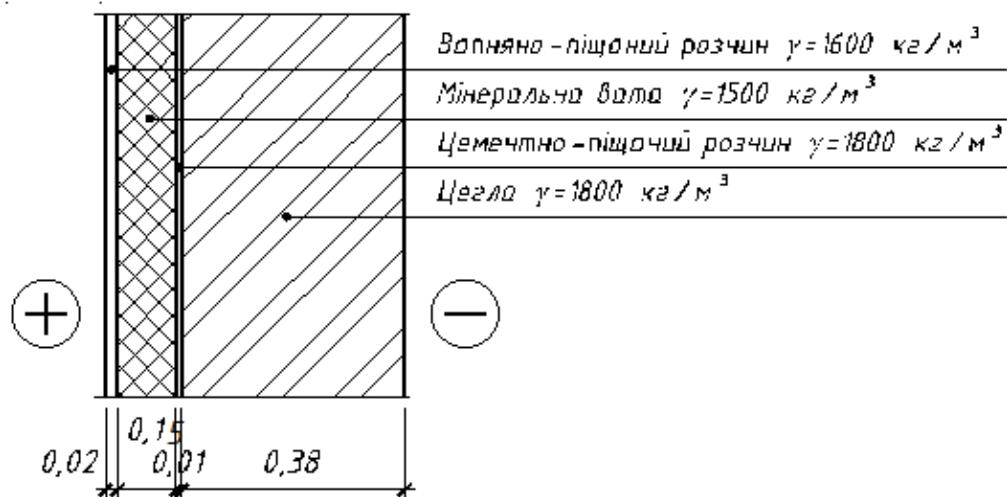 Вапняно-піщаний розчин γ=1600 кг/м³
Мінеральна вата γ=1500 кг/м³
Цементно-піщаний розчин γ=1800 кг/м³
Цегла γ=1800 кг/м³
+ −
0,15
0,02 0,01 0,38